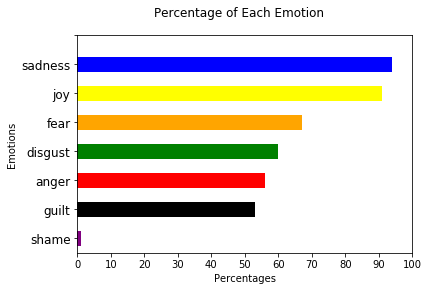 Percentage of Each Emotion
Emotions
sadness
joy
fear
disgust
anger
guilt
shame
0 10 20 30 40 50 60 70 80 90 100
Percentages